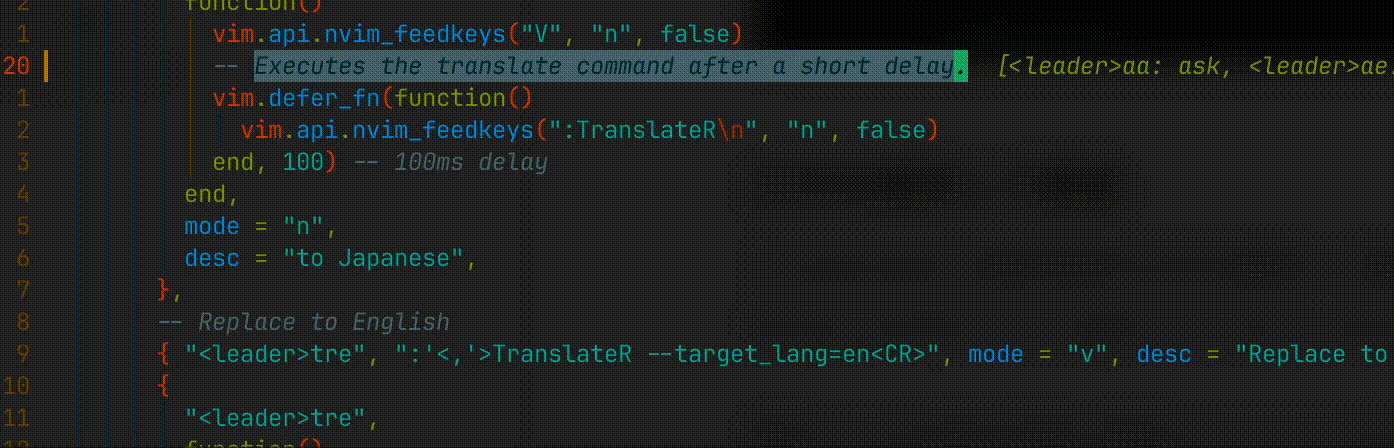 2 function()
1 vim.api.nvim_feedkeys("V", "n", false)
20 -- Executes the translate command after a short delay. [<leader>aa: ask, <leader>ae:
1 vim.defer_fn(function()
2 vim.api.nvim_feedkeys(":TranslateR\n", "n", false)
3 end, 100) -- 100ms delay
4 end,
5 mode = "n",
6 desc = "to Japanese",
7 },
8 -- Replace to English
9 { "<leader>tre", ":'<,'>TranslateR --target_lang=en<CR>", mode = "v", desc = "Replace to
10 {
11 "<leader>tre",
12 function()